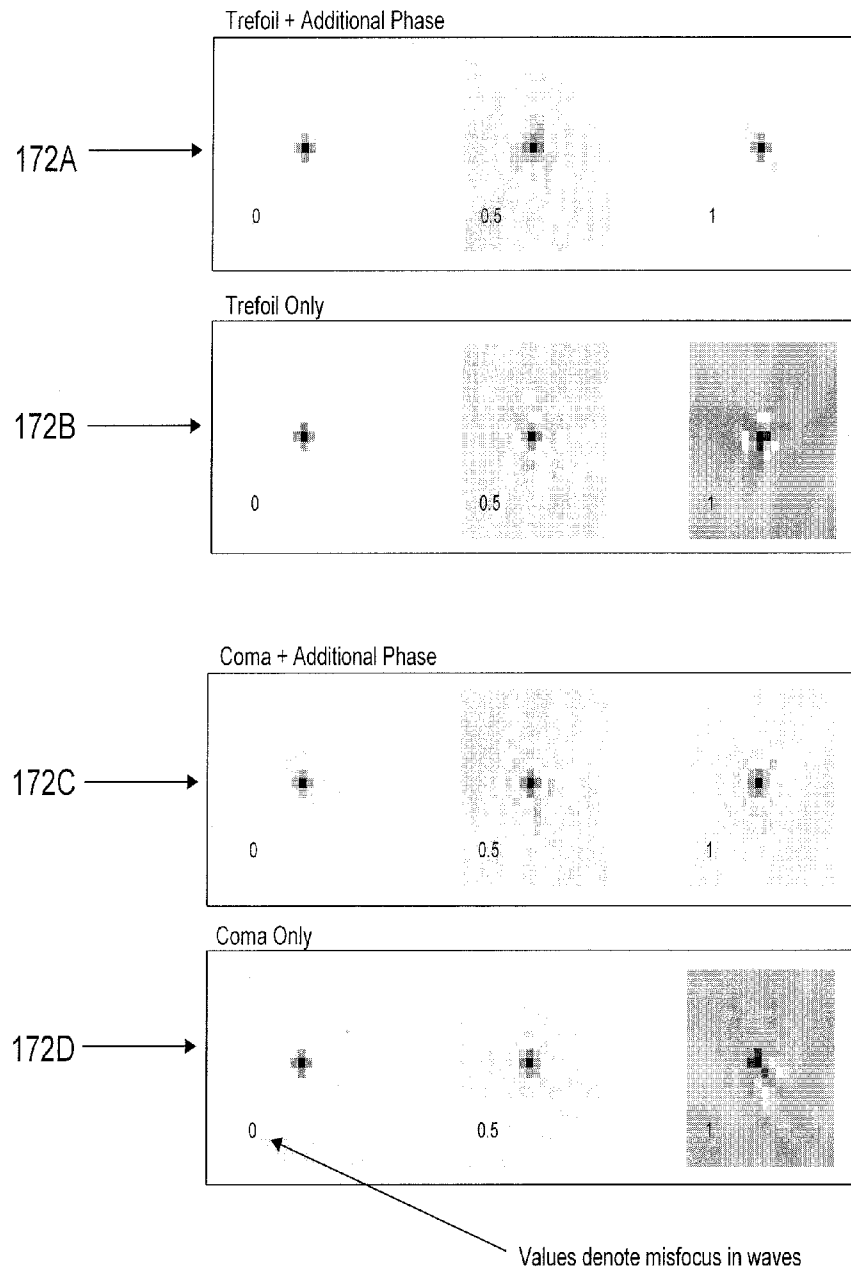 Trefoil + Additional Phase
172A
0
0.5
1
Trefoil Only
172B
0
0.5
1
Coma + Additional Phase
172C
0
0.5
1
Coma Only
172D
0
0.5
1
Values denote misfocus in waves